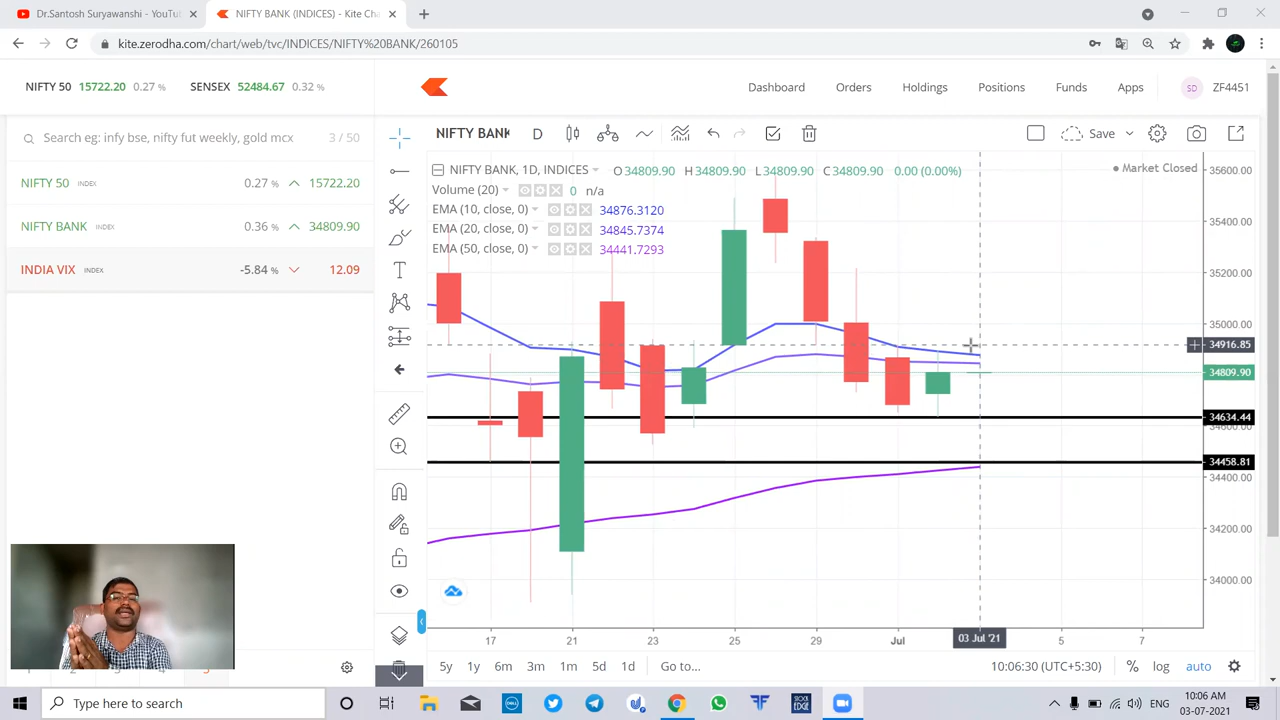 Dr.Santosh Suryawanshi - YouTu
NIFTY BANK (INDICES) - Kite Cha
kite.zerodha.com/chart/web/tvc/INDICES/NIFTY%20BANK/260105
NIFTY 50 15722.20 0.27 % SENSEX 52484.67 0.32 %
Dashboard Orders Holdings Positions Funds Apps SD ZF4451
Search eg: infy bse, nifty fut weekly, gold mcx 3 / 50
NIFTY 50 INDEX 0.27 % 15722.20
NIFTY BANK INDEX 0.36 % 34809.90
INDIA VIX INDEX -5.84 % 12.09
NIFTY BANK D Save
NIFTY BANK, 1D, INDICES O34809.90 H34809.90 L34809.90 C34809.90 0.00 (0.00%)
Market Closed
Volume (20) 0 n/a
EMA (10, close, 0) 34876.3120
EMA (20, close, 0) 34845.7374
EMA (50, close, 0) 34441.7293
35600.00
35400.00
35200.00
35000.00
34916.85
34809.90
34634.44
34600.00
34458.81
34400.00
34200.00
34000.00
17 21 23 25 29 Jul 03 Jul '21 5 7
5y 1y 6m 3m 1m 5d 1d Go to... 10:06:30 (UTC+5:30) % log auto
Type here to search
ENG
10:06 AM
03-07-2021